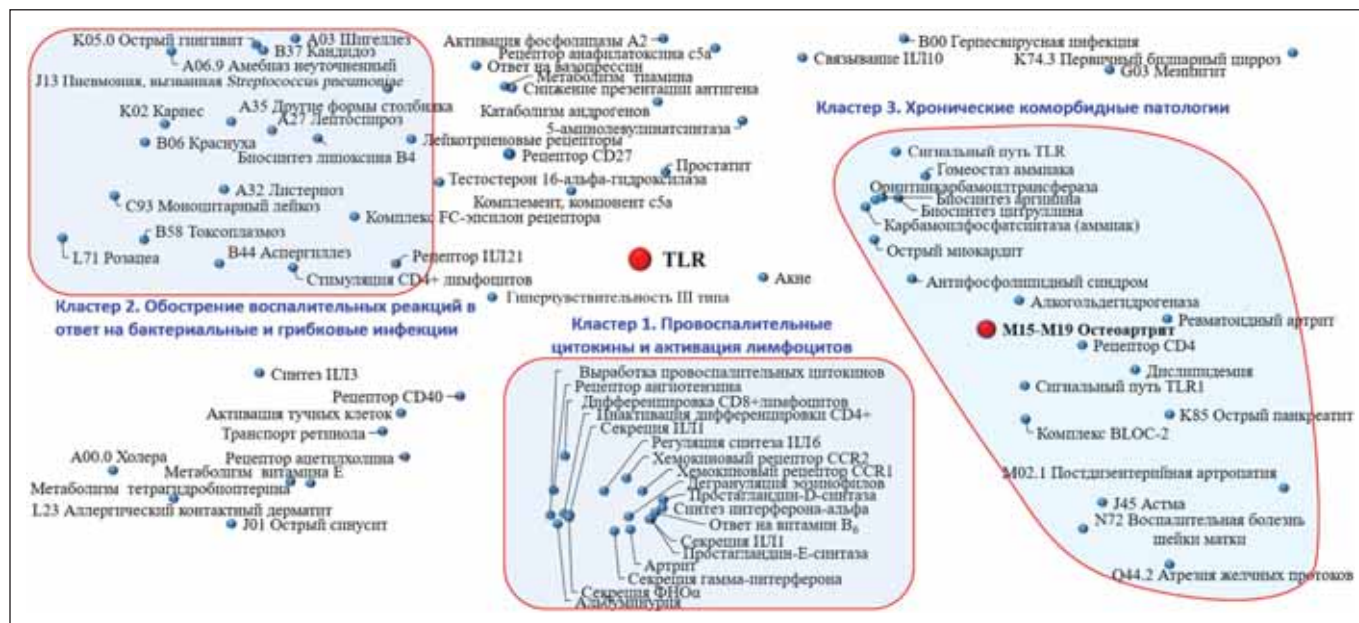 K05.0 Острый гингивит
A03 Шигеллез
B37 Кандидоз
A06.9 Амебиаз неуточненный
J13 Пневмония, вызванная Streptococcus pneumoniae
K02 Кариес
A35 Другие формы столбняка
A27 Лептоспироз
B06 Краснуха
Биосинтез липоксина B4
Лейкотриеновые рецепторы
A32 Листериоз
C93 Моноцитарный лейкоз
Комплекс FC-эпсилон рецептора
B58 Токсоплазмоз
L71 Розацеа
B44 Аспергиллез
Рецептор ИЛ21
Стимуляция CD4+ лимфоцитов
Кластер 2. Обострение воспалительных реакций в
ответ на бактериальные и грибковые инфекции
Активация фосфолипазы A2
Рецептор анафилатоксина c5a
Ответ на вазопрессин
Метаболизм тиамина
Снижение презентации антигена
Катаболизм андрогенов
5-аминолевулинатсинтаза
Рецептор CD27
Простатит
Тестостерон 16-альфа-гидроксилаза
Комплемент, компонент c5a
TLR
Акне
Гиперчувствительность III типа
B00 Герпесвирусная инфекция
Связывание ИЛ10
K74.3 Первичный билиарный цирроз
G03 Менингит
Кластер 3. Хронические коморбидные патологии
Сигнальный путь TLR
Гомеостаз аммиака
Орнитинкарбамоилтрансфераза
Биосинтез аргинина
Биосинтез цитруллина
Карбамоилфосфатсинтаза (аммиак)
Острый миокардит
Антифосфолипидный синдром
Алкогольдегидрогеназа
Ревматоидный артрит
M15-M19 Остеоартрит
Рецептор CD4
Дислипидемия
Сигнальный путь TLR1
K85 Острый панкреатит
Комплекс BLOC-2
M02.1 Постдизентерийная артропатия
J45 Астма
N72 Воспалительная болезнь
шейки матки
Q44.2 Атрезия желчных протоков
Кластер 1. Провоспалительные
цитокины и активация лимфоцитов
Выработка провоспалительных цитокинов
Рецептор ангиотензина
Дифференцировка CD8+лимфоцитов
Инактивация дифференцировки CD4+
Секреция ИЛ1
Регуляция синтеза ИЛ6
Хемокиновый рецептор CCR2
Хемокиновый рецептор CCR1
Дегрануляция эозинофилов
Простагландин-D-синтаза
Синтез интерферона-альфа
Ответ на витамин B₆
Секреция ИЛ1
Простагландин-E-синтаза
Артрит
Секреция гамма-интерферона
Секреция ФНОα
Альбуминурия
Синтез ИЛ3
Рецептор CD40
Активация тучных клеток
Транспорт ретинола
A00.0 Холера
Рецептор ацетилхолина
Метаболизм витамина E
Метаболизм тетрагидробиоптерина
L23 Аллергический контактный дерматит
J01 Острый синусит